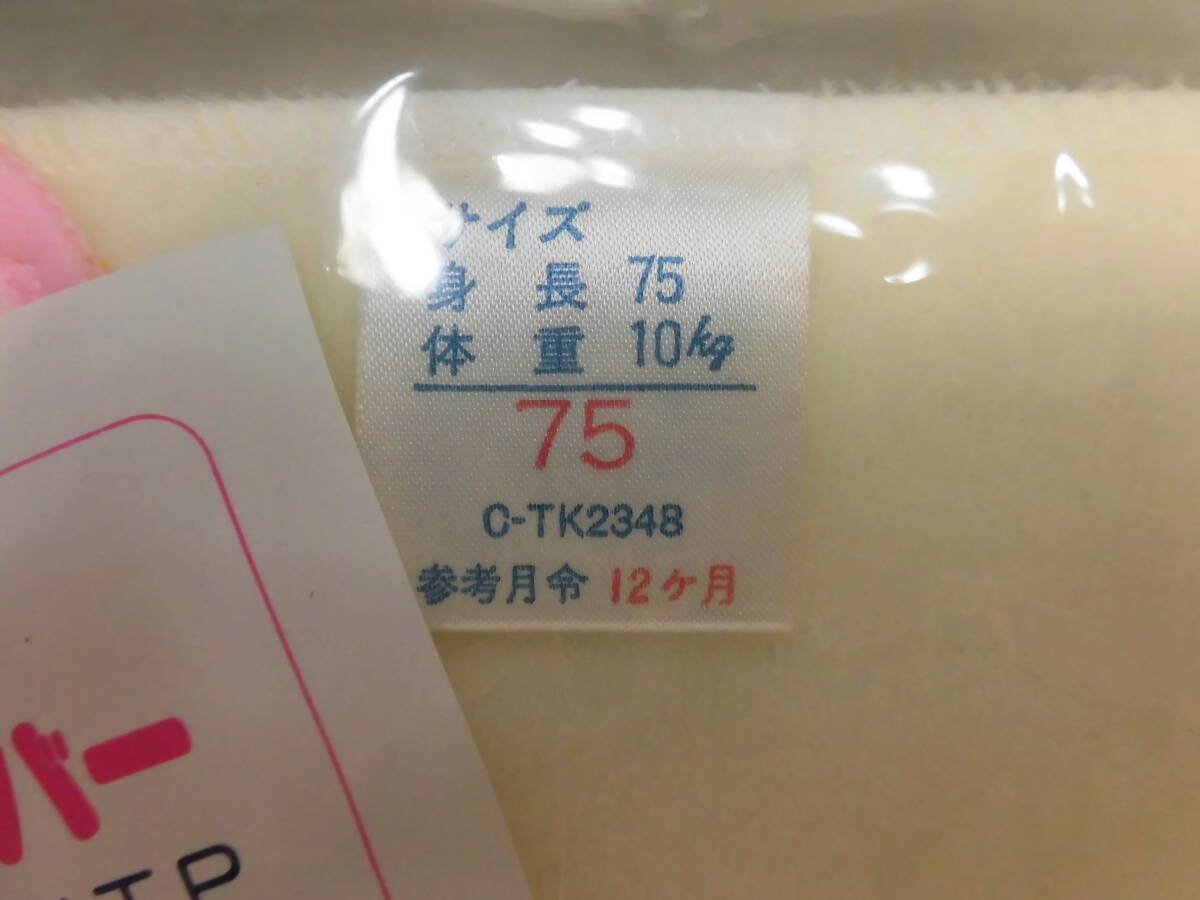 サイズ
身長 75
体重 10kg
75
C-TK2348
参考月令 12ケ月
バー